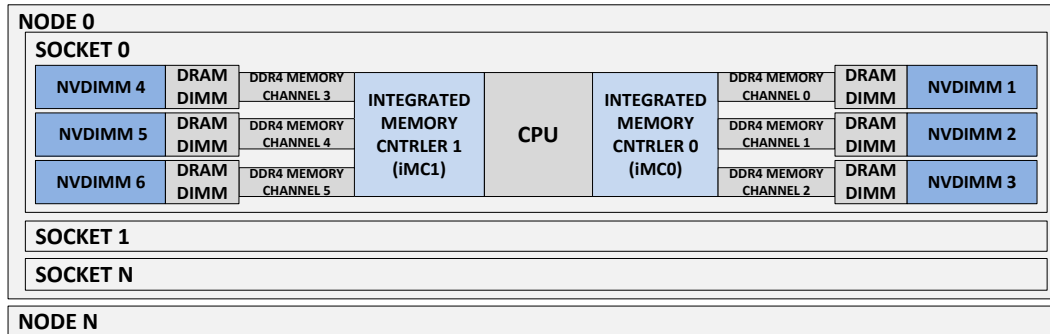 NODE 0
SOCKET 0
NVDIMM 4
DRAM
DIMM
DDR4 MEMORY
CHANNEL 3
NVDIMM 5
DRAM
DIMM
DDR4 MEMORY
CHANNEL 4
NVDIMM 6
DRAM
DIMM
DDR4 MEMORY
CHANNEL 5
INTEGRATED
MEMORY
CNTRLER 1
(iMC1)
CPU
INTEGRATED
MEMORY
CNTRLER 0
(iMC0)
DDR4 MEMORY
CHANNEL 0
DRAM
DIMM
NVDIMM 1
DDR4 MEMORY
CHANNEL 1
DRAM
DIMM
NVDIMM 2
DDR4 MEMORY
CHANNEL 2
DRAM
DIMM
NVDIMM 3
SOCKET 1
SOCKET N
NODE N